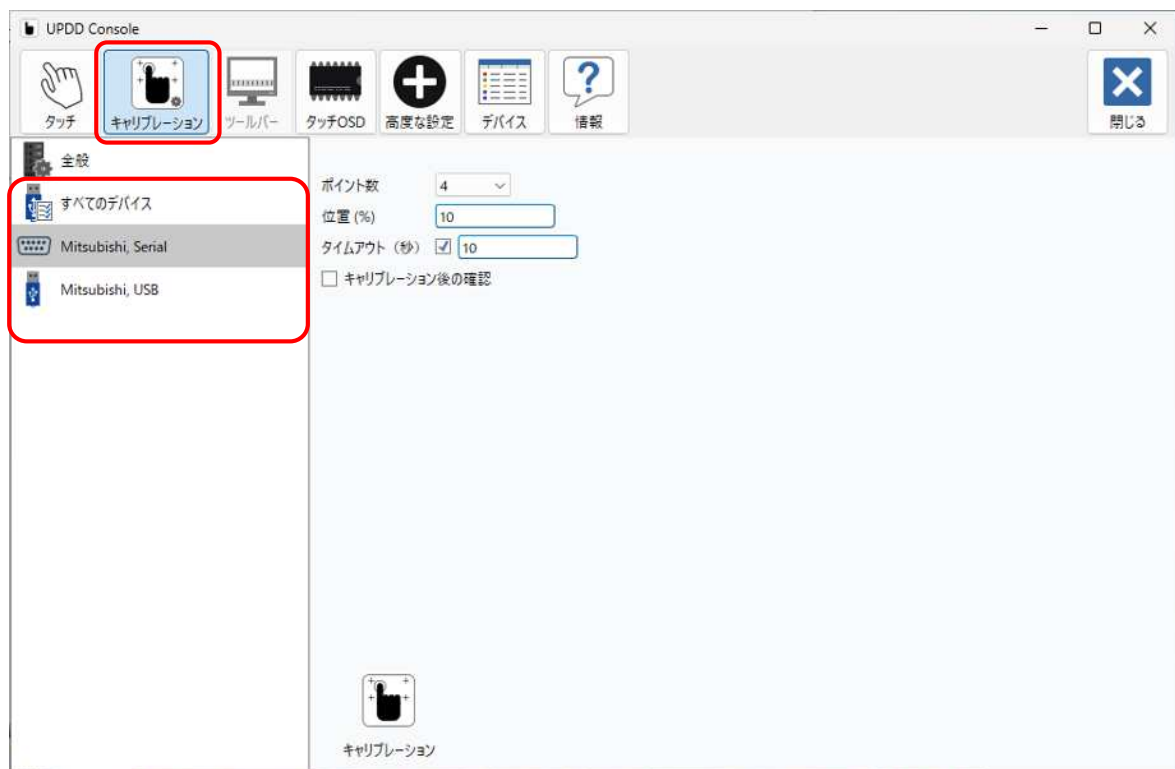 UPDD Console
タッチ
キャリブレーション
ツールバー
タッチOSD
高度な設定
デバイス
情報
閉じる
全般
すべてのデバイス
Mitsubishi, Serial
Mitsubishi, USB
ポイント数 4
位置 (%) 10
タイムアウト（秒） 10
キャリブレーション後の確認
キャリブレーション